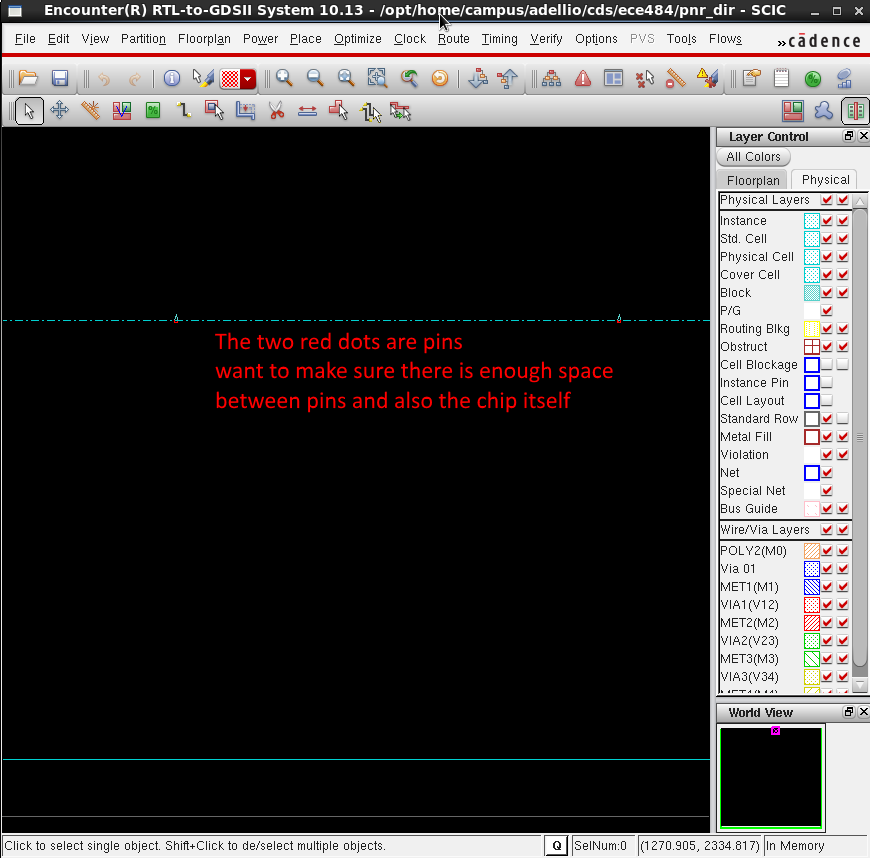 Encounter(R) RTL-to-GDSII System 10.13 - /opt/home/campus/adellio/cds/ece484/pnr_dir - SCIC
File Edit View Partition Floorplan Power Place Optimize Clock Route Timing Verify Options PVS Tools Flows
cādence
Layer Control
All Colors
Floorplan Physical
Physical Layers
Instance
Std. Cell
Physical Cell
Cover Cell
Block
P/G
Routing Blkg
Obstruct
Cell Blockage
Instance Pin
Cell Layout
Standard Row
Metal Fill
Violation
Net
Special Net
Bus Guide
Wire/Via Layers
POLY2(M0)
Via 01
MET1(M1)
VIA1(V12)
MET2(M2)
VIA2(V23)
MET3(M3)
VIA3(V34)
The two red dots are pins
want to make sure there is enough space
between pins and also the chip itself
World View
Click to select single object. Shift+Click to de/select multiple objects.
Q
SelNum:0
(1270.905, 2334.817)
In Memory